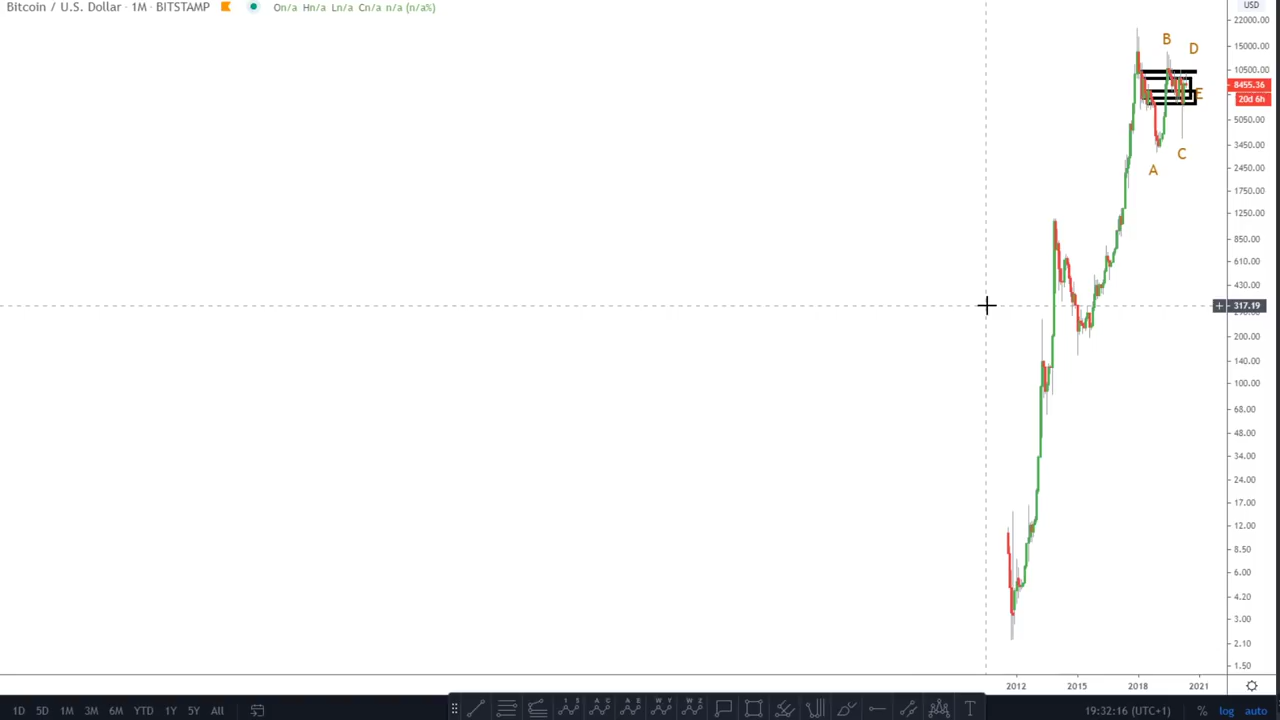 Bitcoin / U.S. Dollar · 1M · BITSTAMP
On/a Hn/a Ln/a Cn/a n/a (n/a%)
USD
22000.00
15000.00
10500.00
8455.36
20d 6h
5050.00
3450.00
2450.00
1750.00
1250.00
850.00
610.00
430.00
317.19
200.00
140.00
100.00
68.00
48.00
34.00
24.00
17.00
12.00
8.50
6.00
4.20
3.00
2.10
1.50
B
D
E
C
A
2012 2015 2018 2021
1D 5D 1M 3M 6M YTD 1Y 5Y All
19:32:16 (UTC+1) % log auto